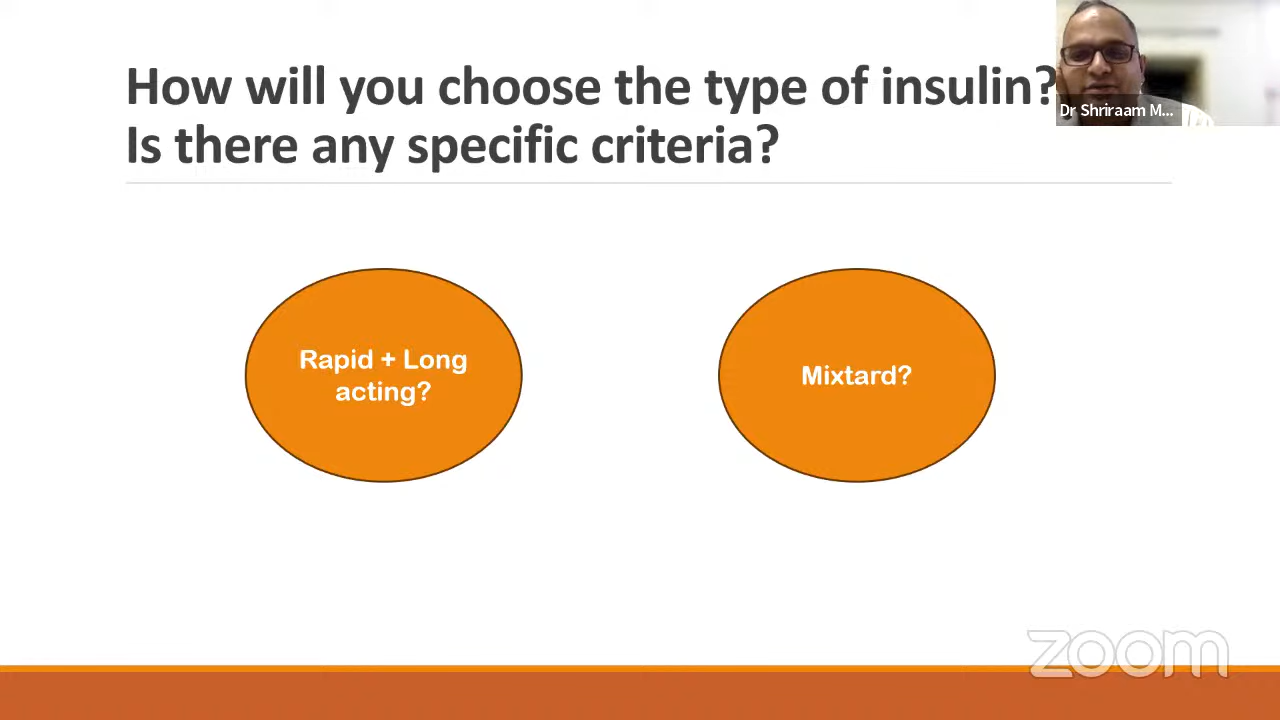 How will you choose the type of insulin?
Is there any specific criteria?
Dr Shriraam M...
Rapid + Long
acting?
Mixtard?
zoom